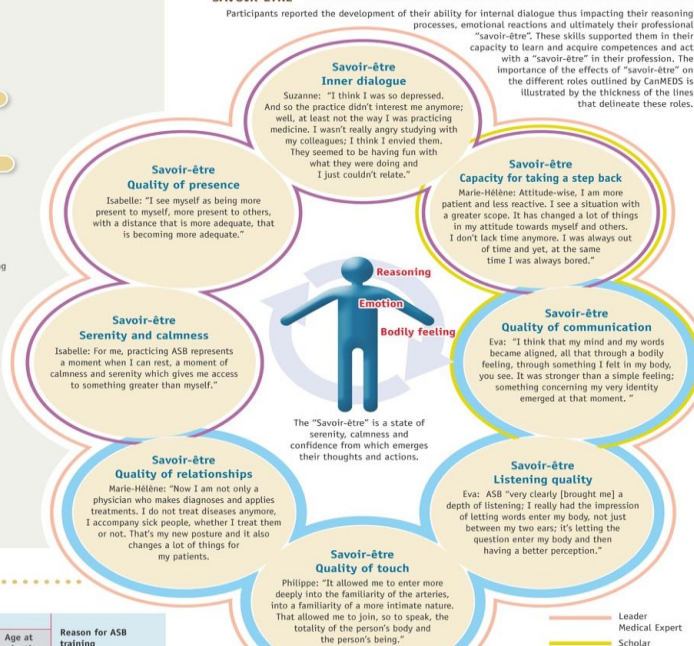 Participants reported the development of their ability for internal dialogue thus impacting their reasoning
processes, emotional reactions and ultimately their professional
"savoir-être". These skills supported them in their
capacity to learn and acquire competences and act
with a "savoir-être" in their profession. The
importance of the effects of "savoir-être" on
the different roles outlined by CanMEDS is
illustrated by the thickness of the lines
that delineate these roles.
Savoir-être
Inner dialogue
Suzanne: "I think I was so depressed.
And so the practice didn't interest me anymore;
well, at least not the way I was practicing
medicine. I wasn't really angry studying with
my colleagues; I think I envied them.
They seemed to be having fun with
what they were doing and
I just couldn't relate."
Savoir-être
Quality of presence
Isabelle: "I see myself as being more
present to myself, more present to others,
with a distance that is more adequate, that
is becoming more adequate."
Savoir-être
Capacity for taking a step back
Marie-Hélène: Attitude-wise, I am more
patient and less reactive. I see a situation with
a greater scope. It has changed a lot of things
in my attitude towards myself and others.
I don't lack time anymore. I was always out
of time and yet, at the same
time I was always bored."
Reasoning
Emotion
Bodily feeling
Savoir-être
Serenity and calmness
Isabelle: For me, practicing ASB represents
a moment when I can rest, a moment of
calmness and serenity which gives me access
to something greater than myself."
Savoir-être
Quality of communication
Eva: "I think that my mind and my words
became aligned, all that through a bodily
feeling, through something I felt in my body,
you see. It was stronger than a simple feeling;
something concerning my very identity
emerged at that moment. "
The "Savoir-être" is a state of
serenity, calmness and
confidence from which emerges
their thoughts and actions.
Savoir-être
Quality of relationships
Marie-Hélène: "Now I am not only a
physician who makes diagnoses and applies
treatments. I do not treat diseases anymore,
I accompany sick people, whether I treat them
or not. That's my new posture and it also
changes a lot of things for
my patients.
Savoir-être
Listening quality
Eva: ASB "very clearly [brought me] a
depth of listening; I really had the impression
of letting words enter my body, not just
between my two ears; it's letting the
question enter my body and then
having a better perception."
Savoir-être
Quality of touch
Philippe: "It allowed me to enter more
deeply into the familiarity of the arteries,
into a familiarity of a more intimate nature.
That allowed me to join, so to speak, the
totality of the person's body and
the person's being."
Leader
Medical Expert
Scholar
Age at
Reason for ASB
training